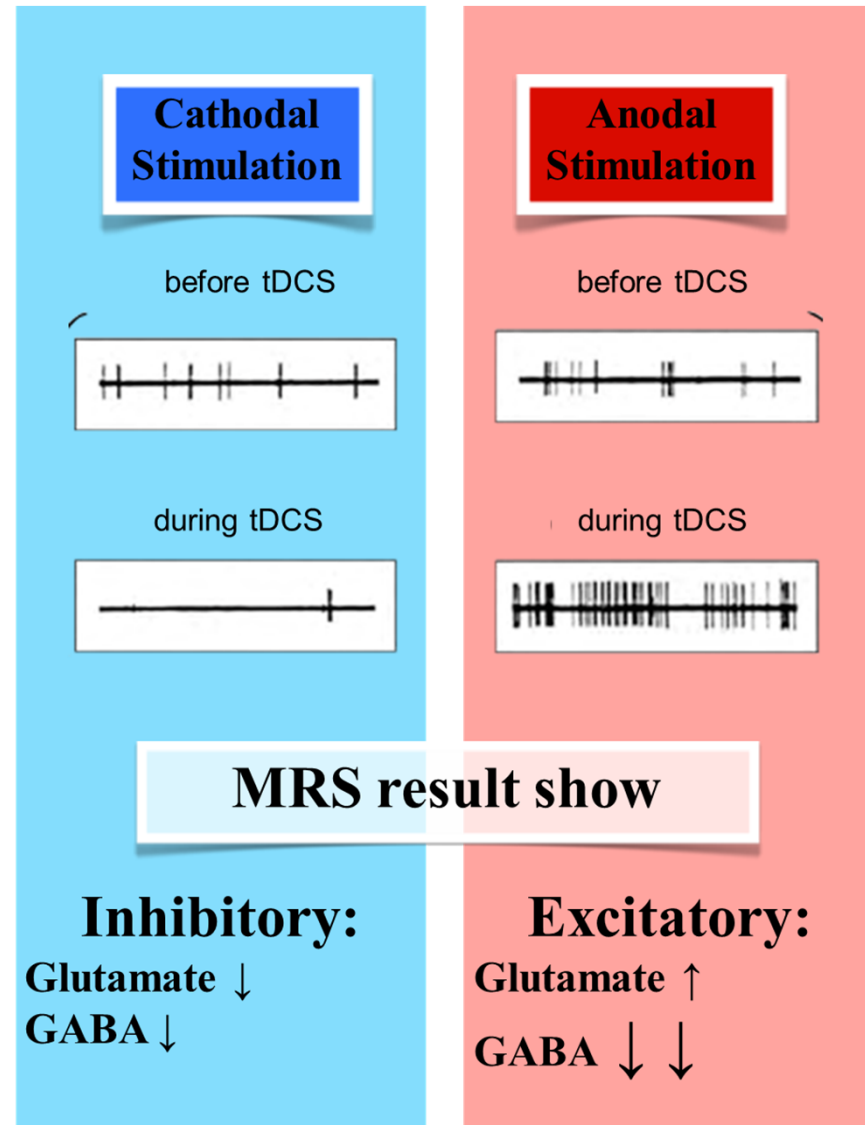 Cathodal
Stimulation
before tDCS
during tDCS
Anodal
Stimulation
before tDCS
during tDCS
MRS result show
Inhibitory:
Glutamate ↓
GABA ↓
Excitatory:
Glutamate ↑
GABA ↓ ↓